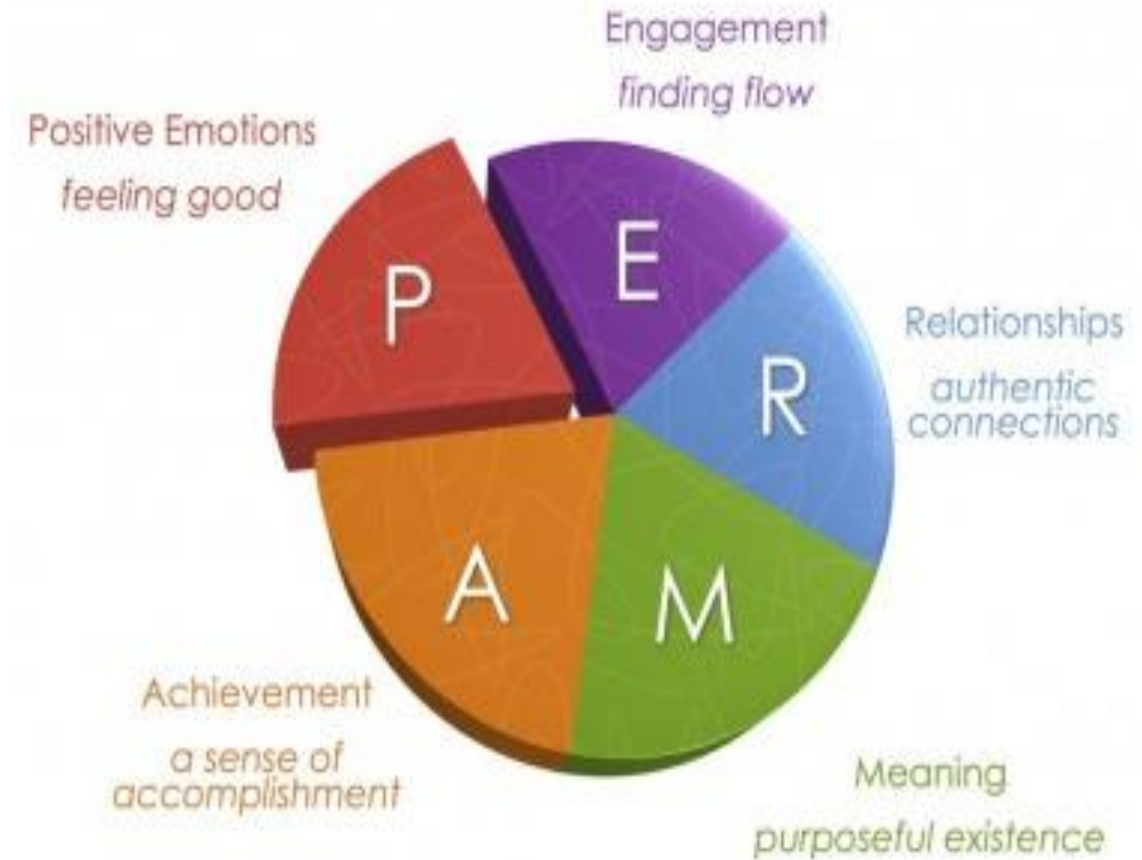 Engagement
finding flow
Positive Emotions
feeling good
P
E
R
Relationships
authentic
connections
A
M
Achievement
a sense of
accomplishment
Meaning
purposeful existence